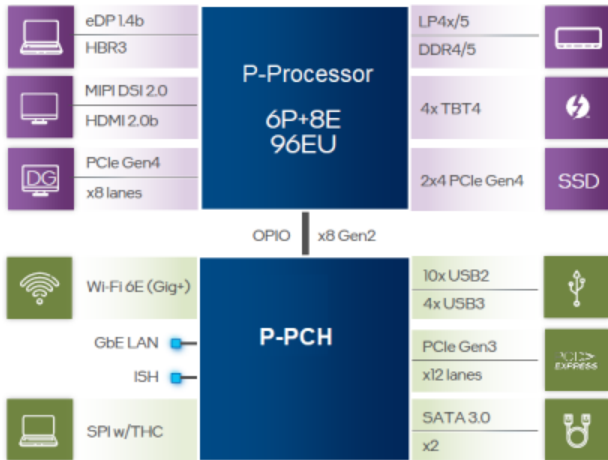 eDP 1.4b
HBR3
MIPI DSI 2.0
HDMI 2.0b
DG
PCIe Gen4
x8 lanes
P-Processor
6P+8E
96EU
LP4x/5
DDR4/5
4x TBT4
2x4 PCIe Gen4
SSD
OPIO
x8 Gen2
Wi-Fi 6E (Gig+)
GbE LAN
ISH
SPI w/THC
P-PCH
10x USB2
4x USB3
PCIe Gen3
x12 lanes
EXPRESS
SATA 3.0
x2